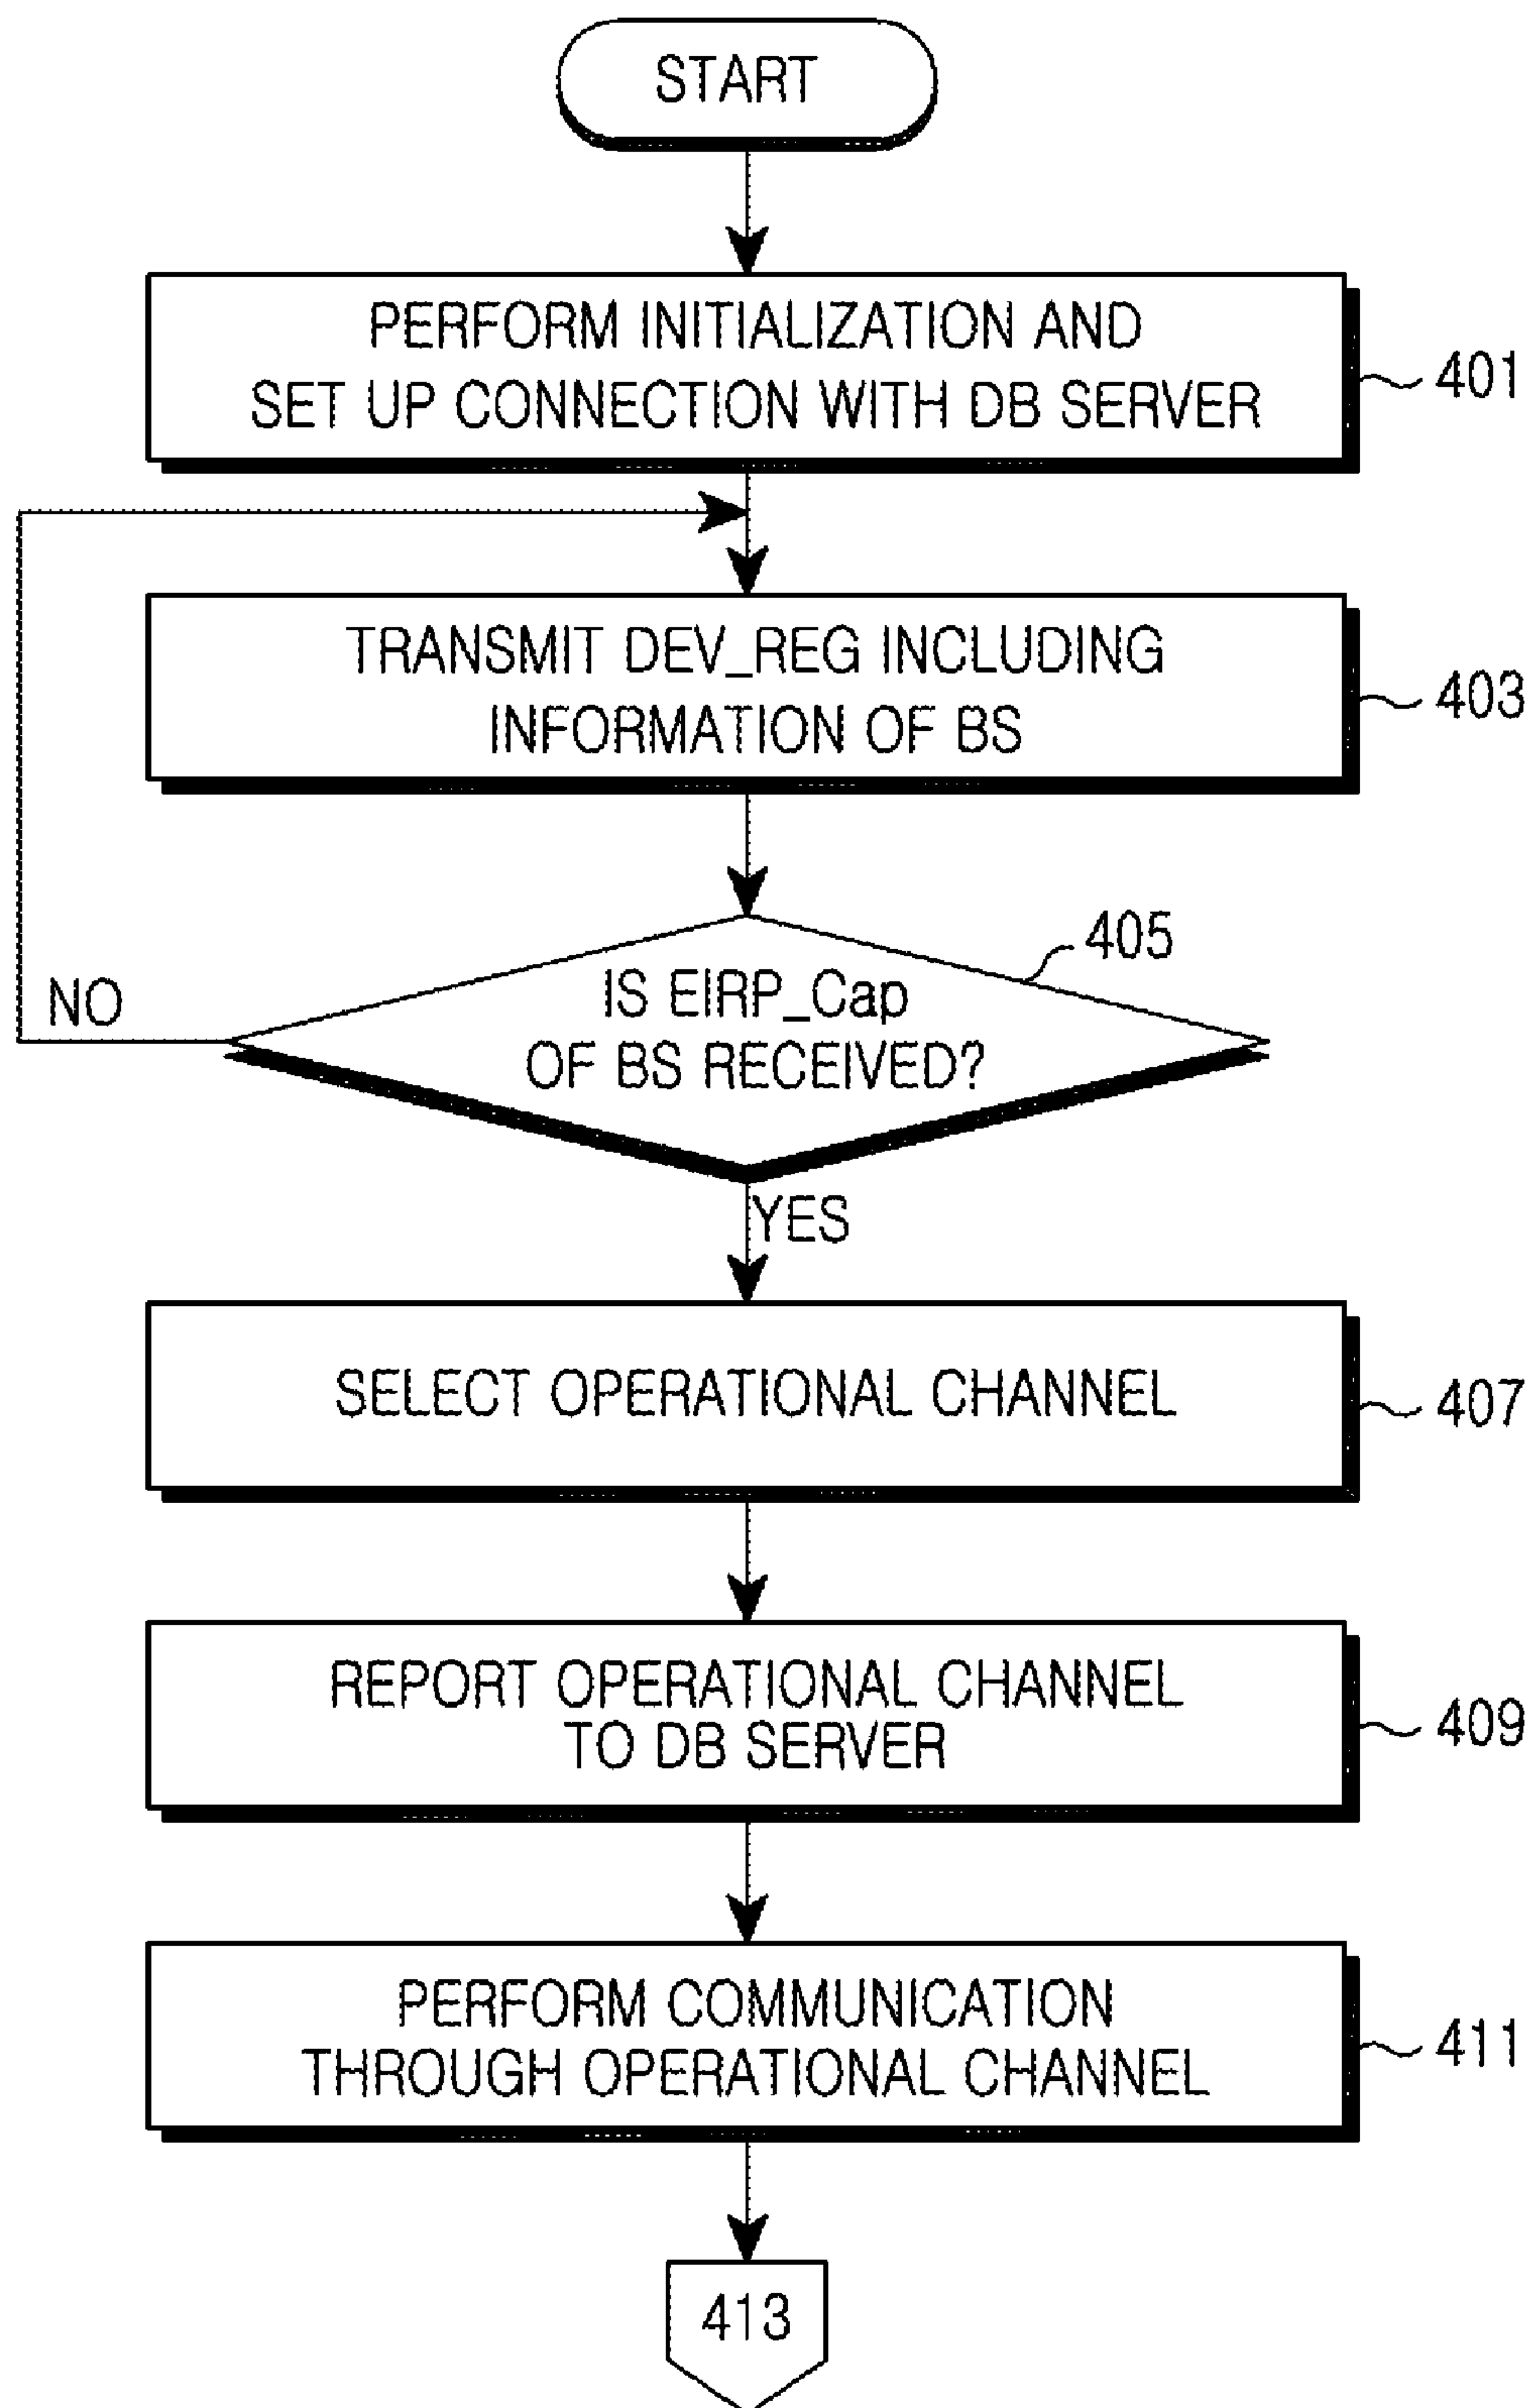 START
PERFORM INITIALIZATION AND
SET UP CONNECTION WITH DB SERVER
401
TRANSMIT DEV_REG INCLUDING
INFORMATION OF BS
403
405
IS EIRP_Cap
OF BS RECEIVED?
NO
YES
SELECT OPERATIONAL CHANNEL
407
REPORT OPERATIONAL CHANNEL
TO DB SERVER
409
PERFORM COMMUNICATION
THROUGH OPERATIONAL CHANNEL
411
413